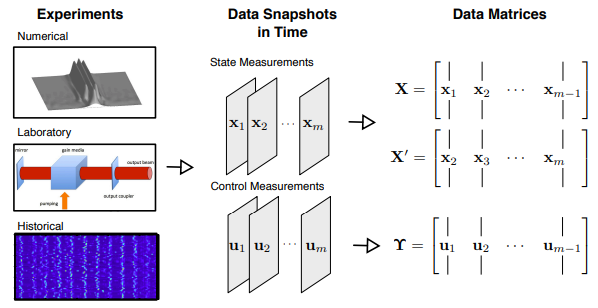 Experiments
Numerical
Laboratory
mirror
gain media
output beam
output coupler
pumping
Historical
Data Snapshots
in Time
State Measurements
x₁ x₂ ⋯ xₘ
Control Measurements
u₁ u₂ ⋯ uₘ
Data Matrices
X = [ x₁ x₂ ⋯ xₘ₋₁ ]
X′ = [ x₂ x₃ ⋯ xₘ ]
Υ = [ u₁ u₂ ⋯ uₘ₋₁ ]